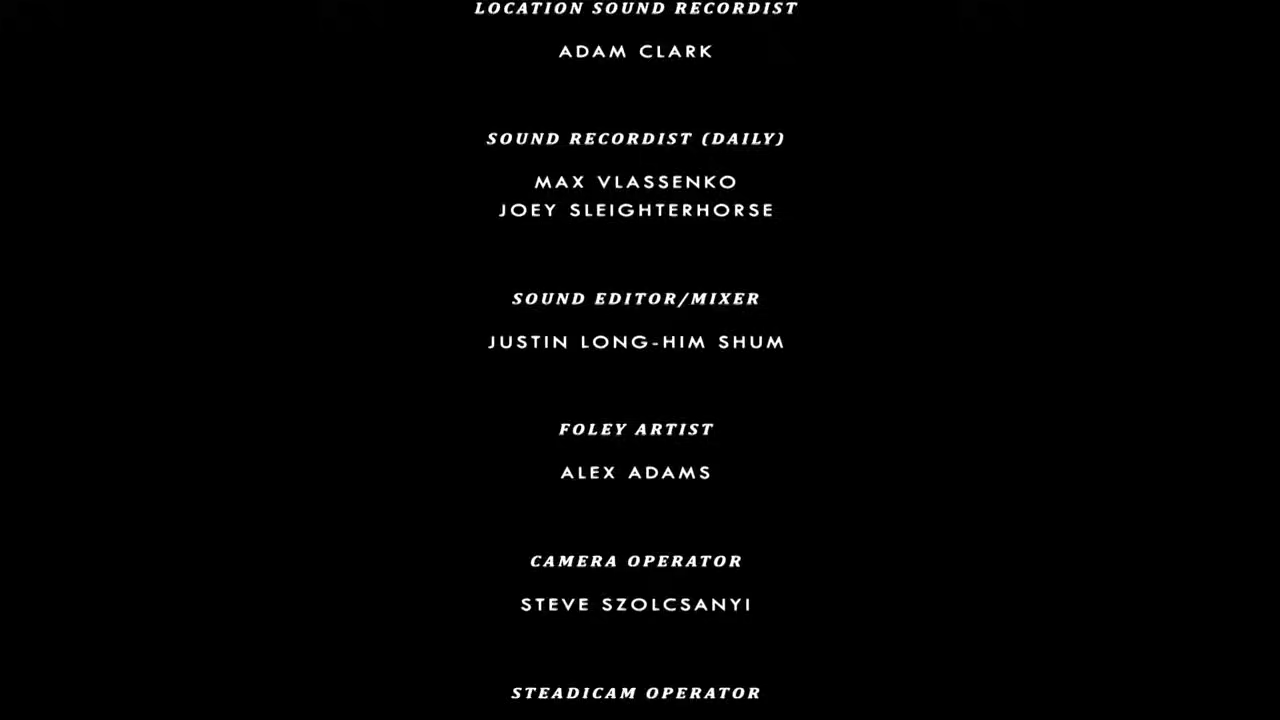 LOCATION SOUND RECORDIST
ADAM CLARK
SOUND RECORDIST (DAILY)
MAX VLASSENKO
JOEY SLEIGHTERHORSE
SOUND EDITOR/MIXER
JUSTIN LONG-HIM SHUM
FOLEY ARTIST
ALEX ADAMS
CAMERA OPERATOR
STEVE SZOLCSANYI
STEADICAM OPERATOR